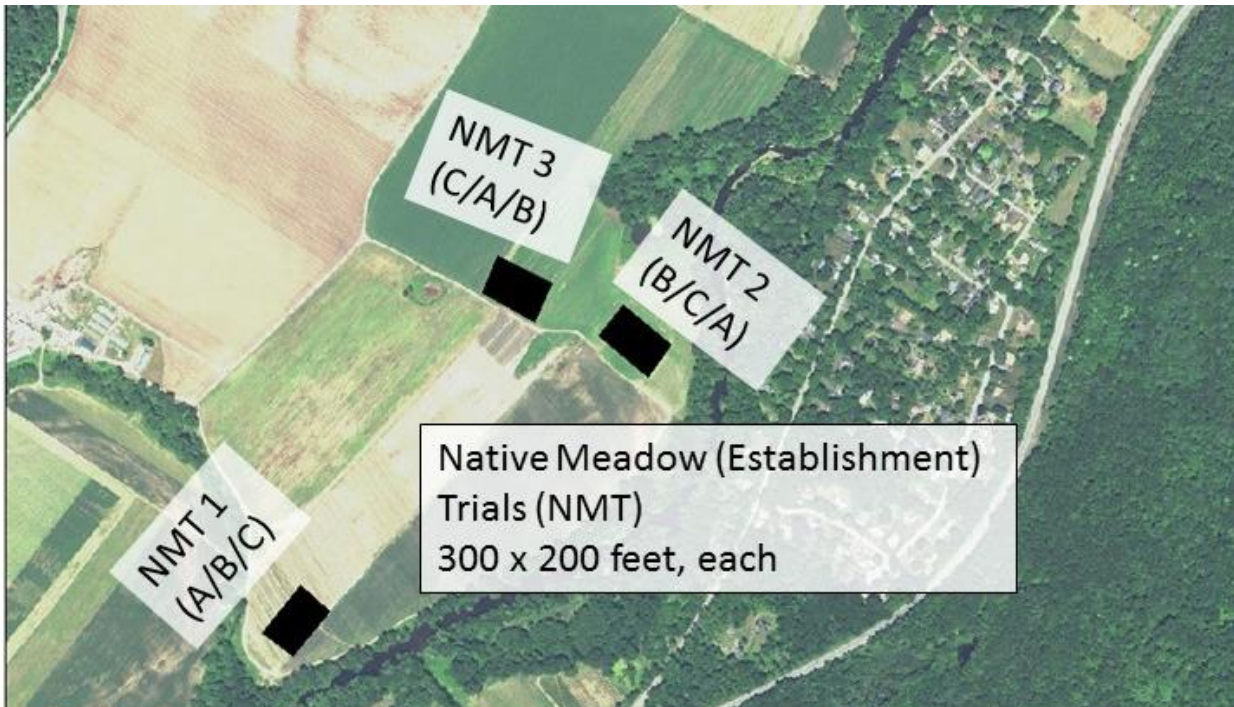 NMT 3
(C/A/B)
NMT 2
(B/C/A)
NMT 1
(A/B/C)
Native Meadow (Establishment)
Trials (NMT)
300 x 200 feet, each